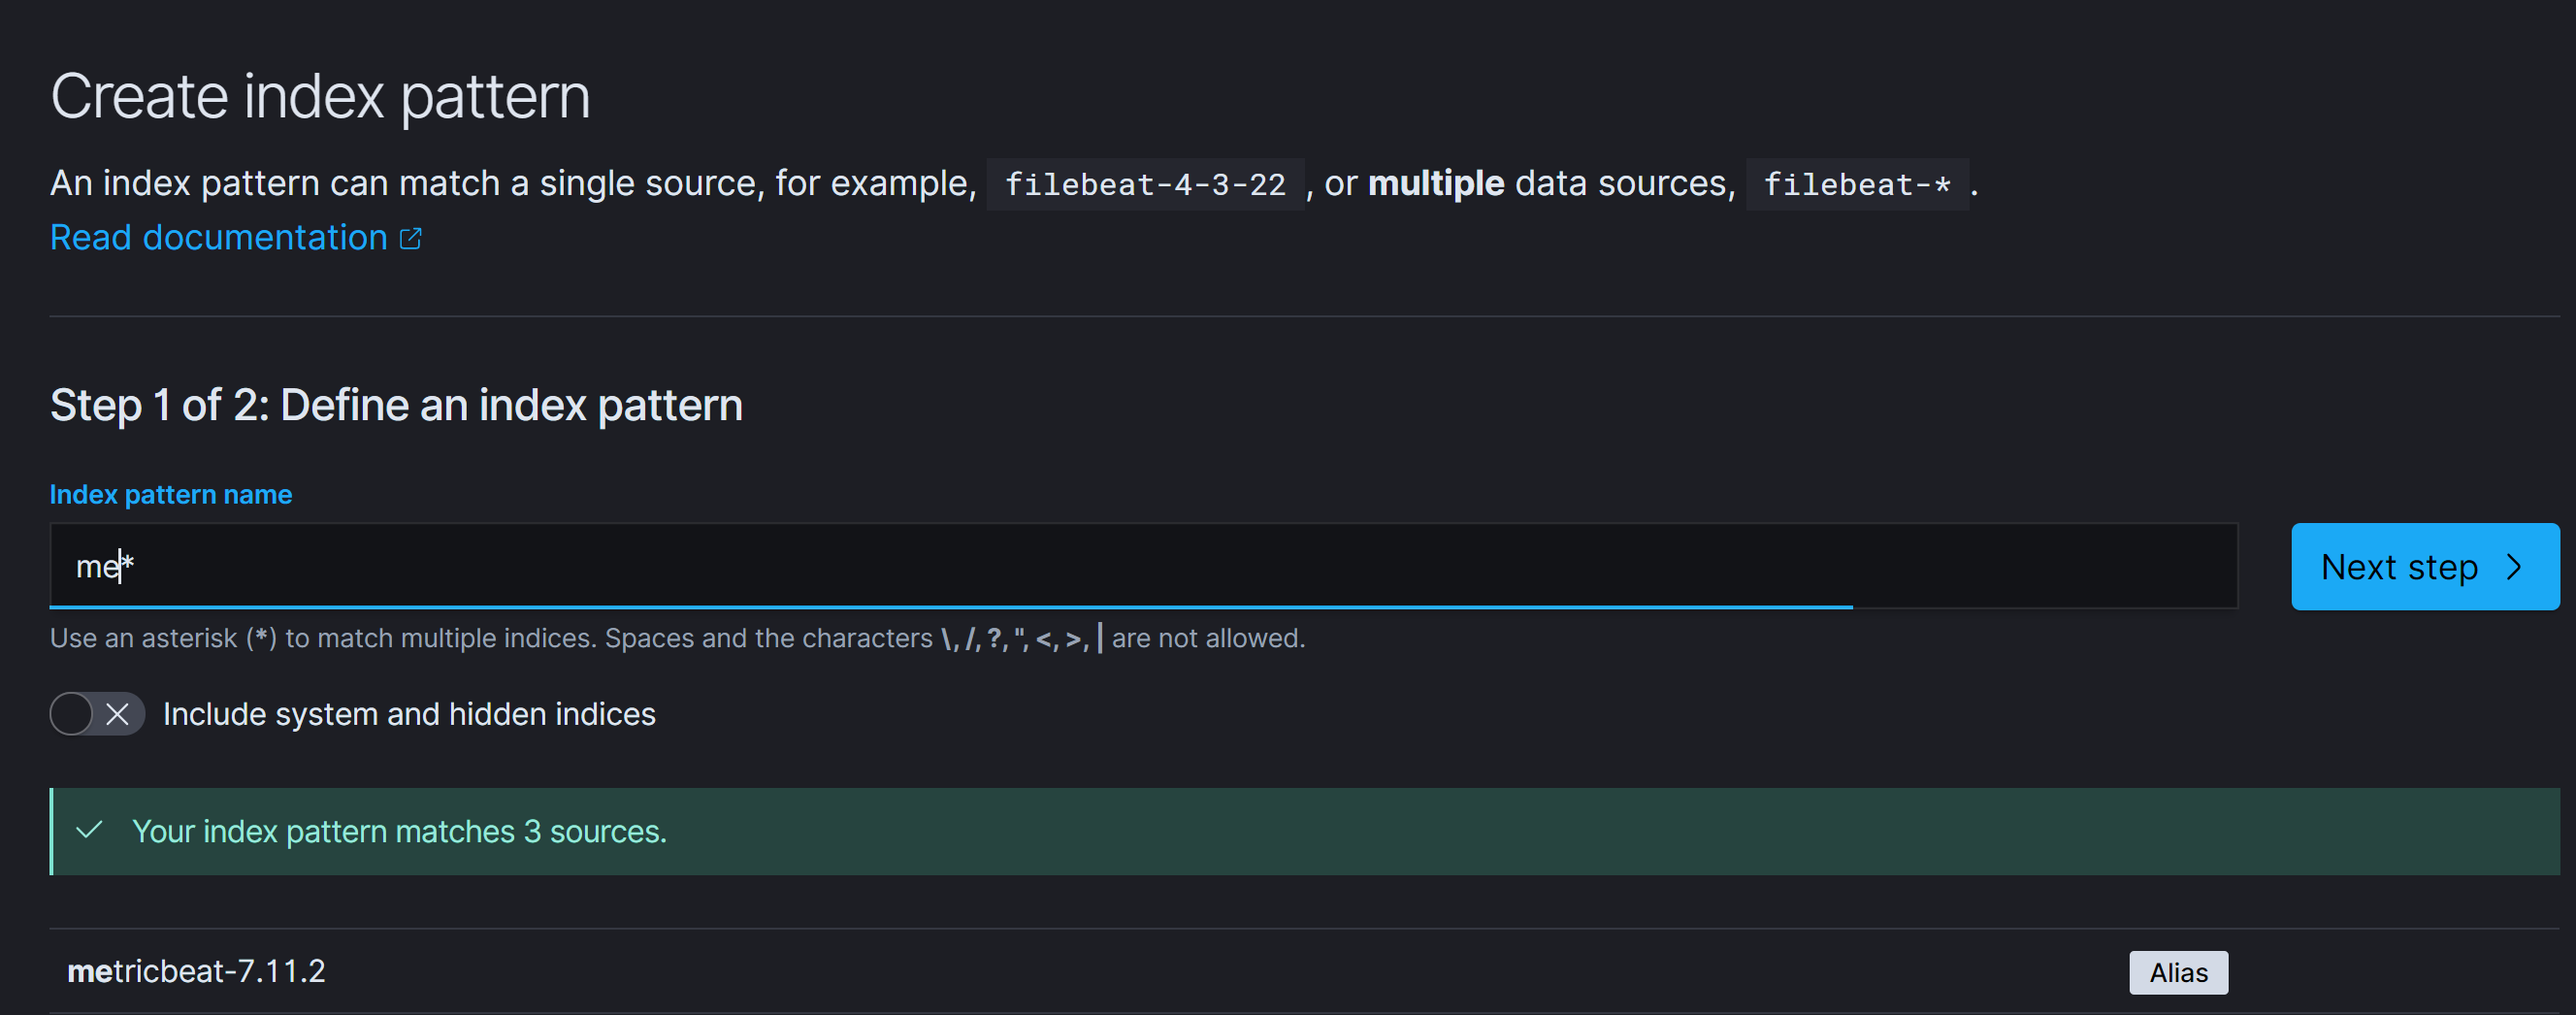 Create index pattern
An index pattern can match a single source, for example, filebeat-4-3-22 , or multiple data sources, filebeat-* .
Read documentation
Step 1 of 2: Define an index pattern
Index pattern name
me*
Next step
Use an asterisk (*) to match multiple indices. Spaces and the characters \, /, ?, ", <, >, | are not allowed.
Include system and hidden indices
Your index pattern matches 3 sources.
metricbeat-7.11.2 Alias